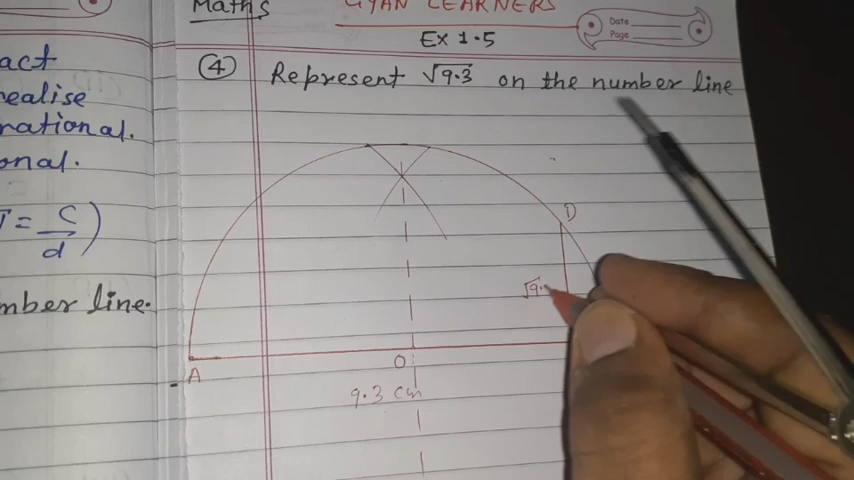 Maths
GYAN LEARNERS
Date
Page
Ex 1.5
④ Represent √9.3 on the number line
act
realise
rational.
onal.
= C/d)
mber line.
D
√9.
A
O
9.3 cm